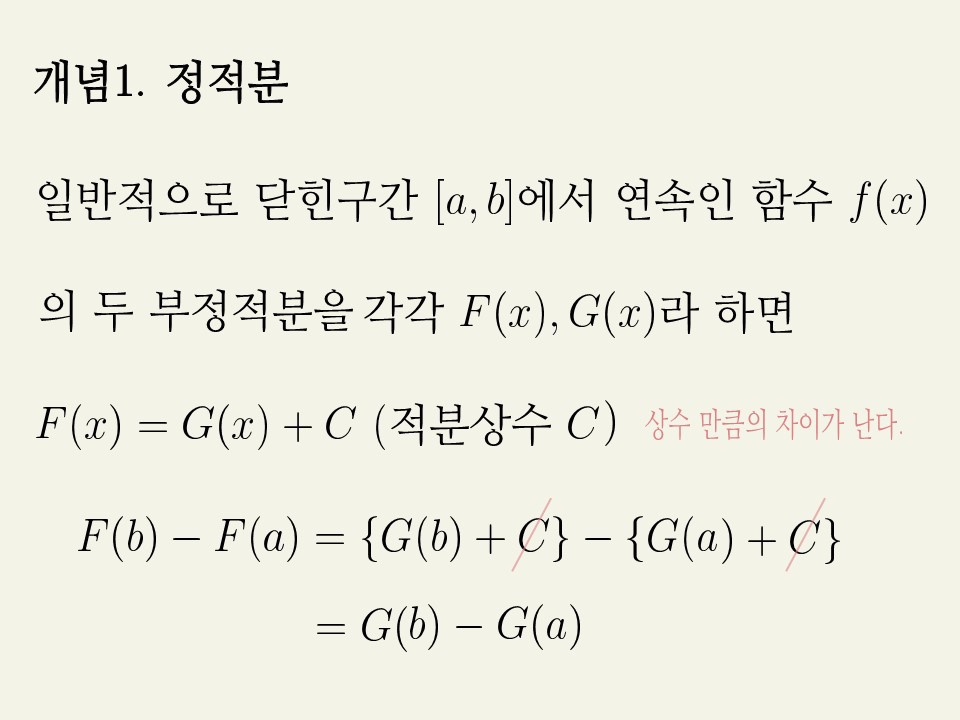 개념1. 정적분
일반적으로 닫힌구간 [a, b]에서 연속인 함수 f(x)
의 두 부정적분을 각각 F(x), G(x)라 하면
F(x) = G(x) + C (적분상수 C) 상수 만큼의 차이가 난다.
F(b) − F(a) = {G(b) + C} − {G(a) + C}
= G(b) − G(a)